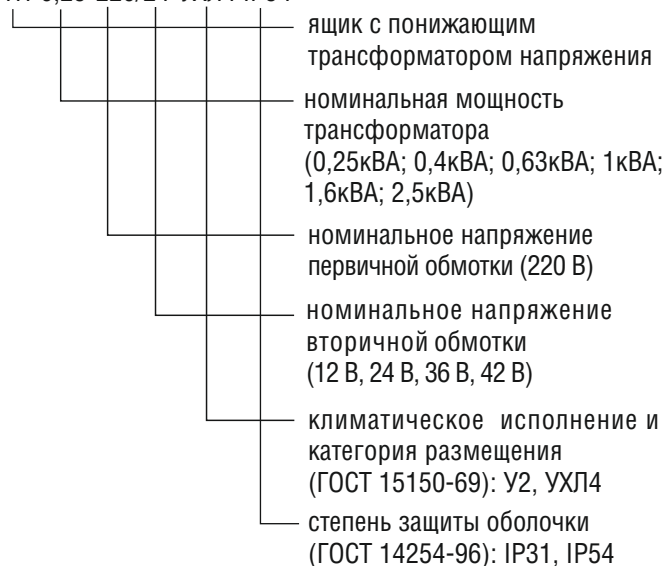 ящик с понижающим
трансформатором напряжения
номинальная мощность
трансформатора
(0,25кВА; 0,4кВА; 0,63кВА; 1кВА;
1,6кВА; 2,5кВА)
номинальное напряжение
первичной обмотки (220 В)
номинальное напряжение
вторичной обмотки
(12 В, 24 В, 36 В, 42 В)
климатическое исполнение и
категория размещения
(ГОСТ 15150-69): У2, УХЛ4
степень защиты оболочки
(ГОСТ 14254-96): IP31, IP54